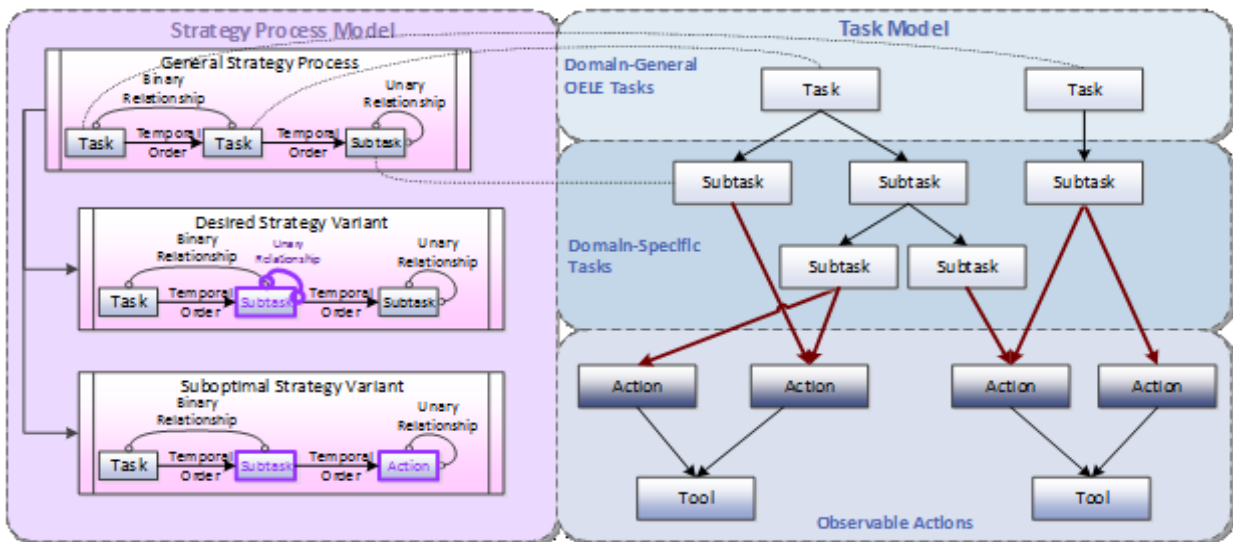 Strategy Process Model
General Strategy Process
Binary
Relationship
Unary
Relationship
Task
Temporal
Order
Task
Temporal
Order
Subtask
Desired Strategy Variant
Binary
Relationship
Unary
Relationship
Unary
Relationship
Task
Temporal
Order
Subtask
Temporal
Order
Subtask
Suboptimal Strategy Variant
Binary
Relationship
Unary
Relationship
Task
Temporal
Order
Subtask
Temporal
Order
Action
Task Model
Domain-General
OELE Tasks
Task
Task
Subtask
Subtask
Subtask
Domain-Specific
Tasks
Subtask
Subtask
Action
Action
Action
Action
Tool
Tool
Observable Actions